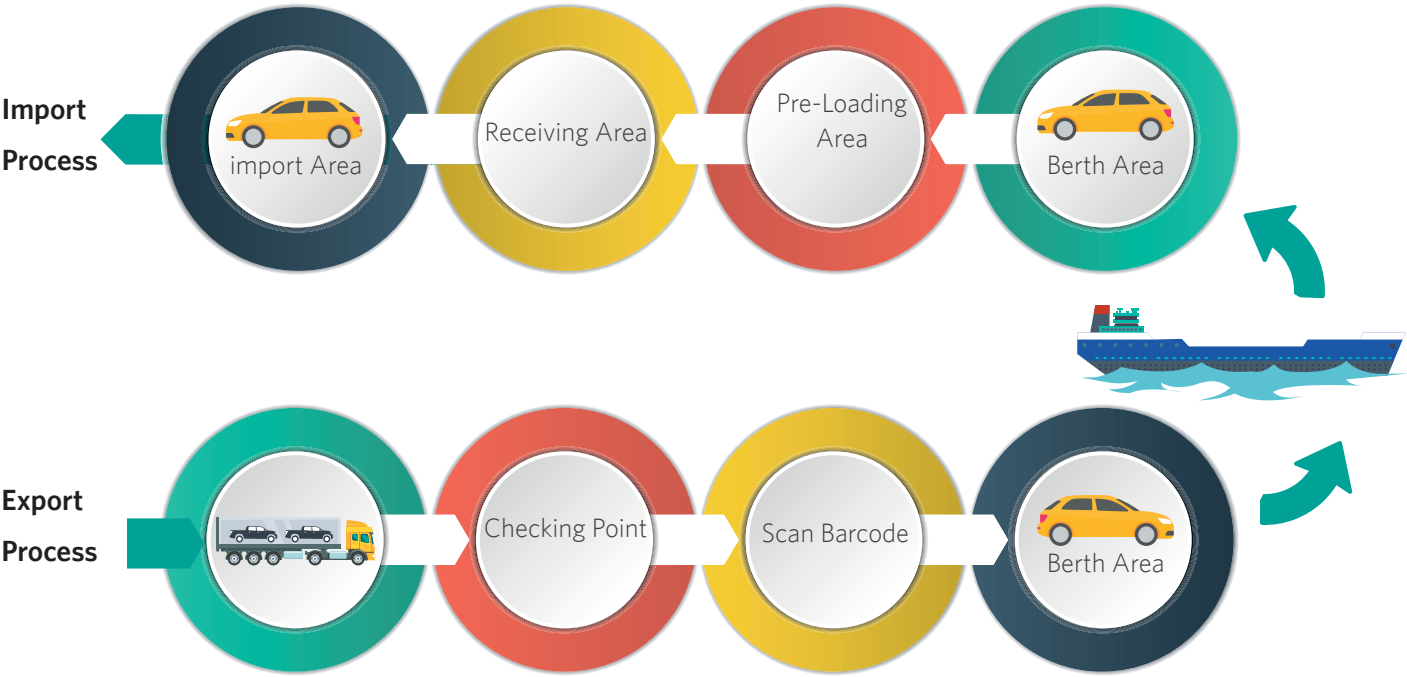 Import
Process
import Area
Receiving Area
Pre-Loading
Area
Berth Area
Export
Process
Checking Point
Scan Barcode
Berth Area